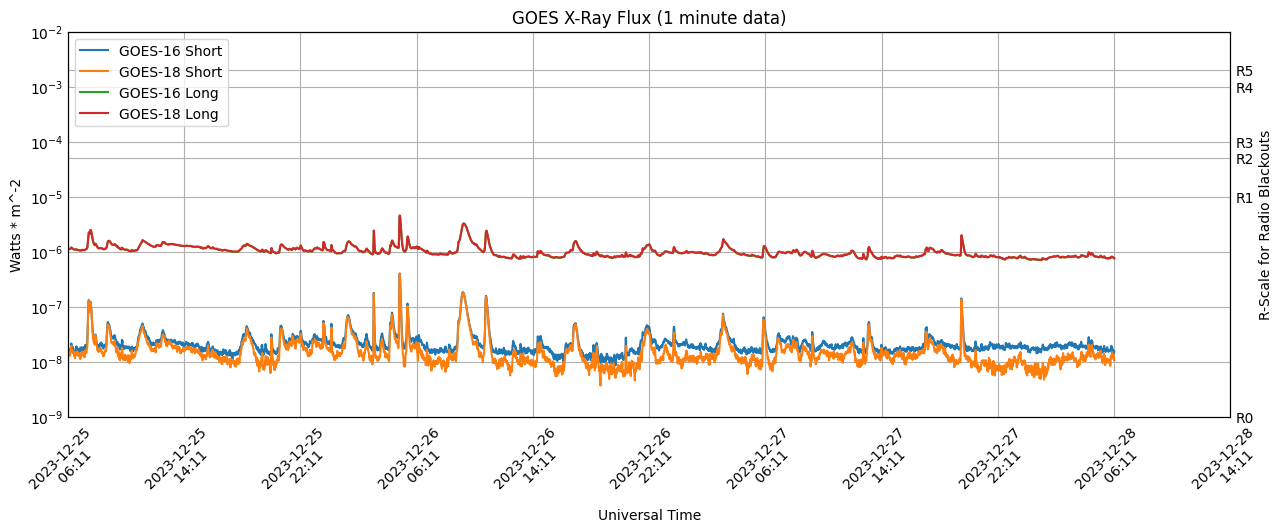 GOES X-Ray Flux (1 minute data)
GOES-16 Short
GOES-18 Short
GOES-16 Long
GOES-18 Long
10^-2
10^-3
10^-4
10^-5
10^-6
10^-7
10^-8
10^-9
Watts * m^-2
R5
R4
R3
R2
R1
R0
R-Scale for Radio Blackouts
2023-12-25
06:11
2023-12-25
14:11
2023-12-25
22:11
2023-12-26
06:11
2023-12-26
14:11
2023-12-26
22:11
2023-12-27
06:11
2023-12-27
14:11
2023-12-27
22:11
2023-12-28
06:11
2023-12-28
14:11
Universal Time